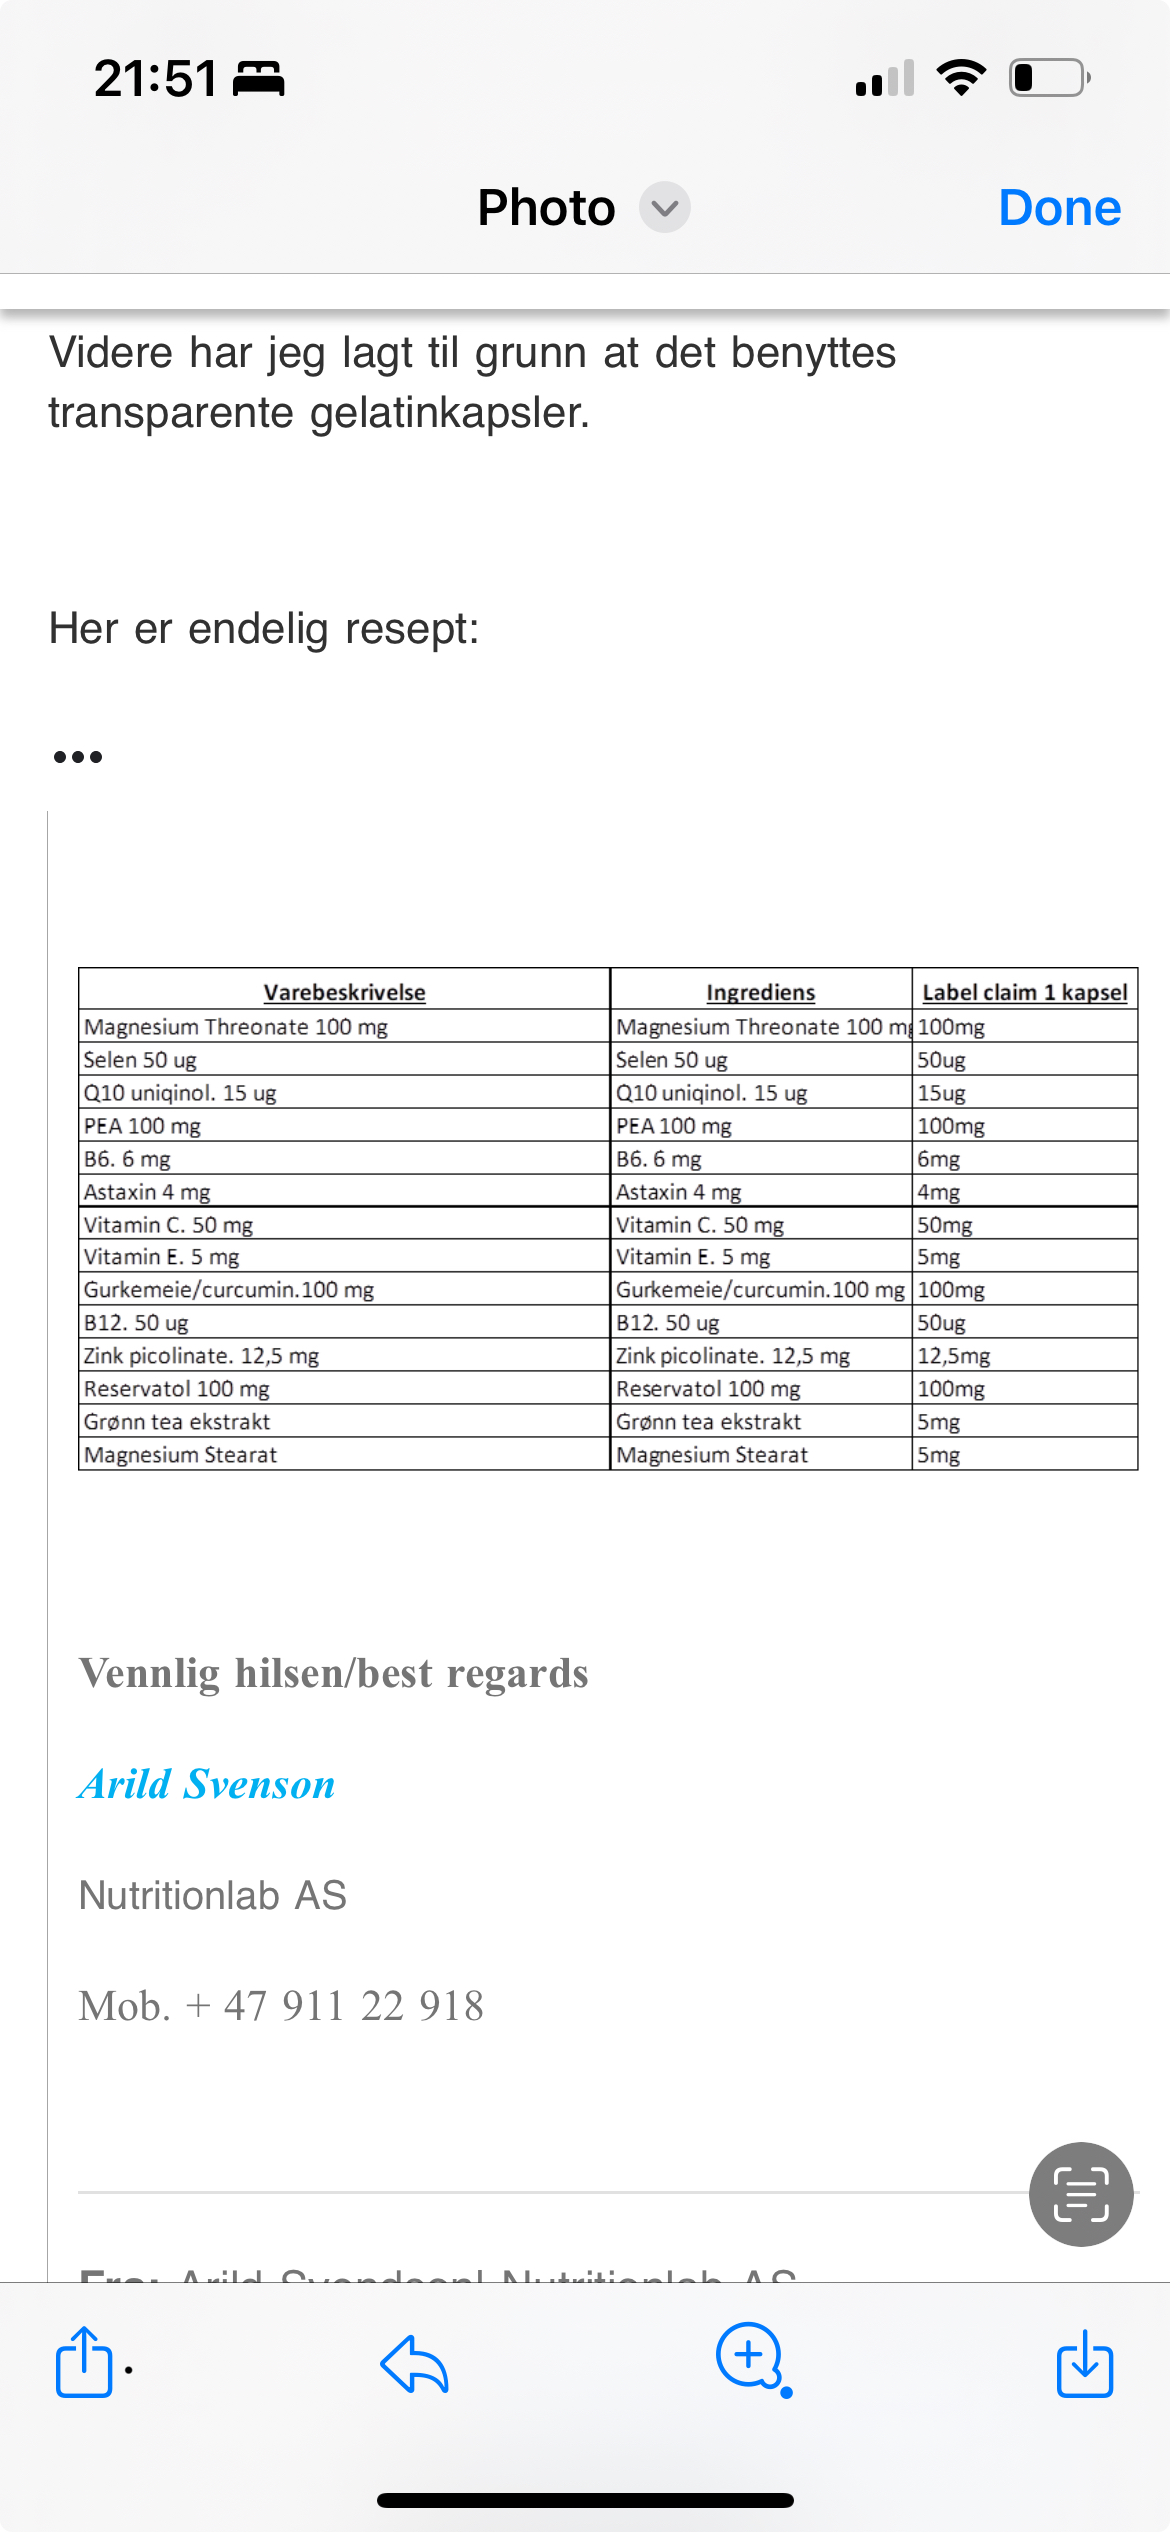 21:51
Photo
Done
Videre har jeg lagt til grunn at det benyttes
transparente gelatinkapsler.
Her er endelig resept:
•••
Varebeskrivelse Ingrediens Label claim 1 kapsel
Magnesium Threonate 100 mg Magnesium Threonate 100 mg 100mg
Selen 50 ug Selen 50 ug 50ug
Q10 uniqinol. 15 ug Q10 uniqinol. 15 ug 15ug
PEA 100 mg PEA 100 mg 100mg
B6. 6 mg B6. 6 mg 6mg
Astaxin 4 mg Astaxin 4 mg 4mg
Vitamin C. 50 mg Vitamin C. 50 mg 50mg
Vitamin E. 5 mg Vitamin E. 5 mg 5mg
Gurkemeie/curcumin.100 mg Gurkemeie/curcumin.100 mg 100mg
B12. 50 ug B12. 50 ug 50ug
Zink picolinate. 12,5 mg Zink picolinate. 12,5 mg 12,5mg
Reservatol 100 mg Reservatol 100 mg 100mg
Grønn tea ekstrakt Grønn tea ekstrakt 5mg
Magnesium Stearat Magnesium Stearat 5mg
Vennlig hilsen/best regards
Arild Svenson
Nutritionlab AS
Mob. + 47 911 22 918
Fra: Arild Svendsen| Nutritionlab AS